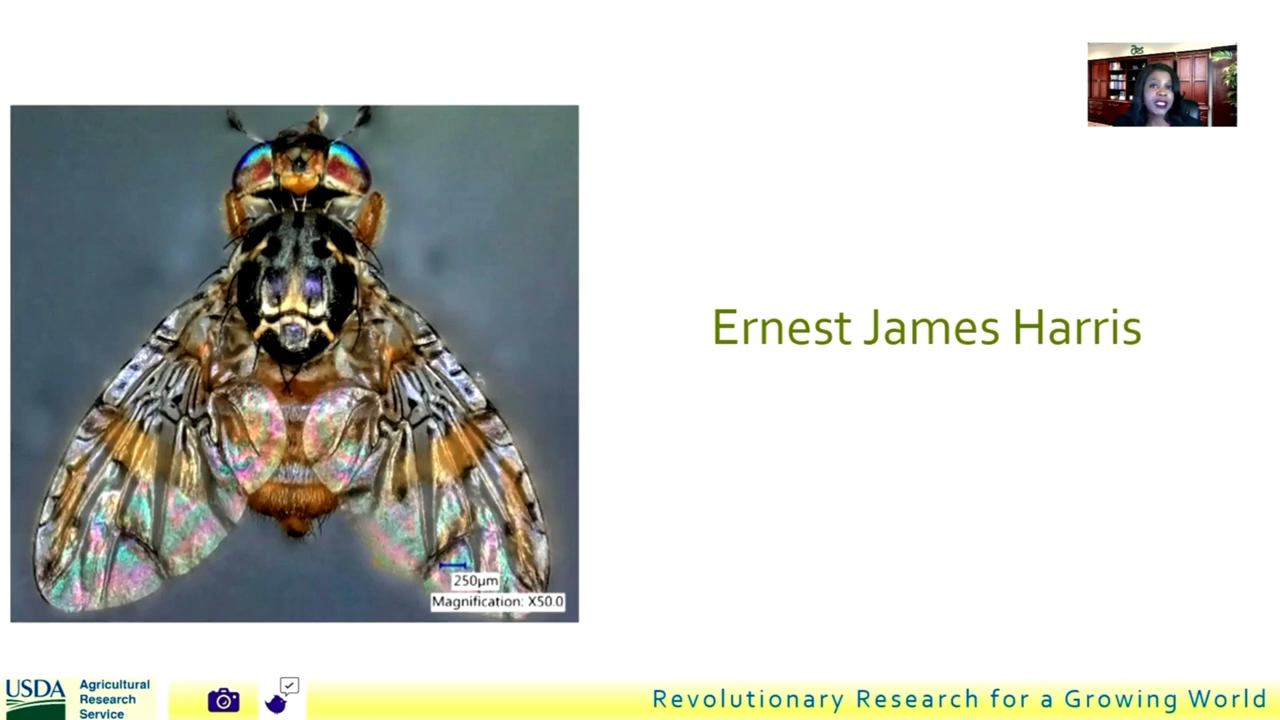 Ernest James Harris
250µm
Magnification: X50.0
USDA
Agricultural
Research
Service
Revolutionary Research for a Growing World